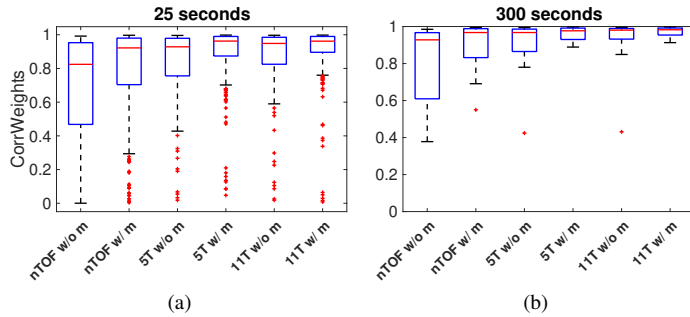 25 seconds
300 seconds
CorrWeights
1
0.8
0.6
0.4
0.2
0
1
0.8
0.6
0.4
0.2
nTOF w/o m
nTOF w/ m
5T w/o m
5T w/ m
11T w/o m
11T w/ m
nTOF w/o m
nTOF w/ m
5T w/o m
5T w/ m
11T w/o m
11T w/ m
(a)
(b)